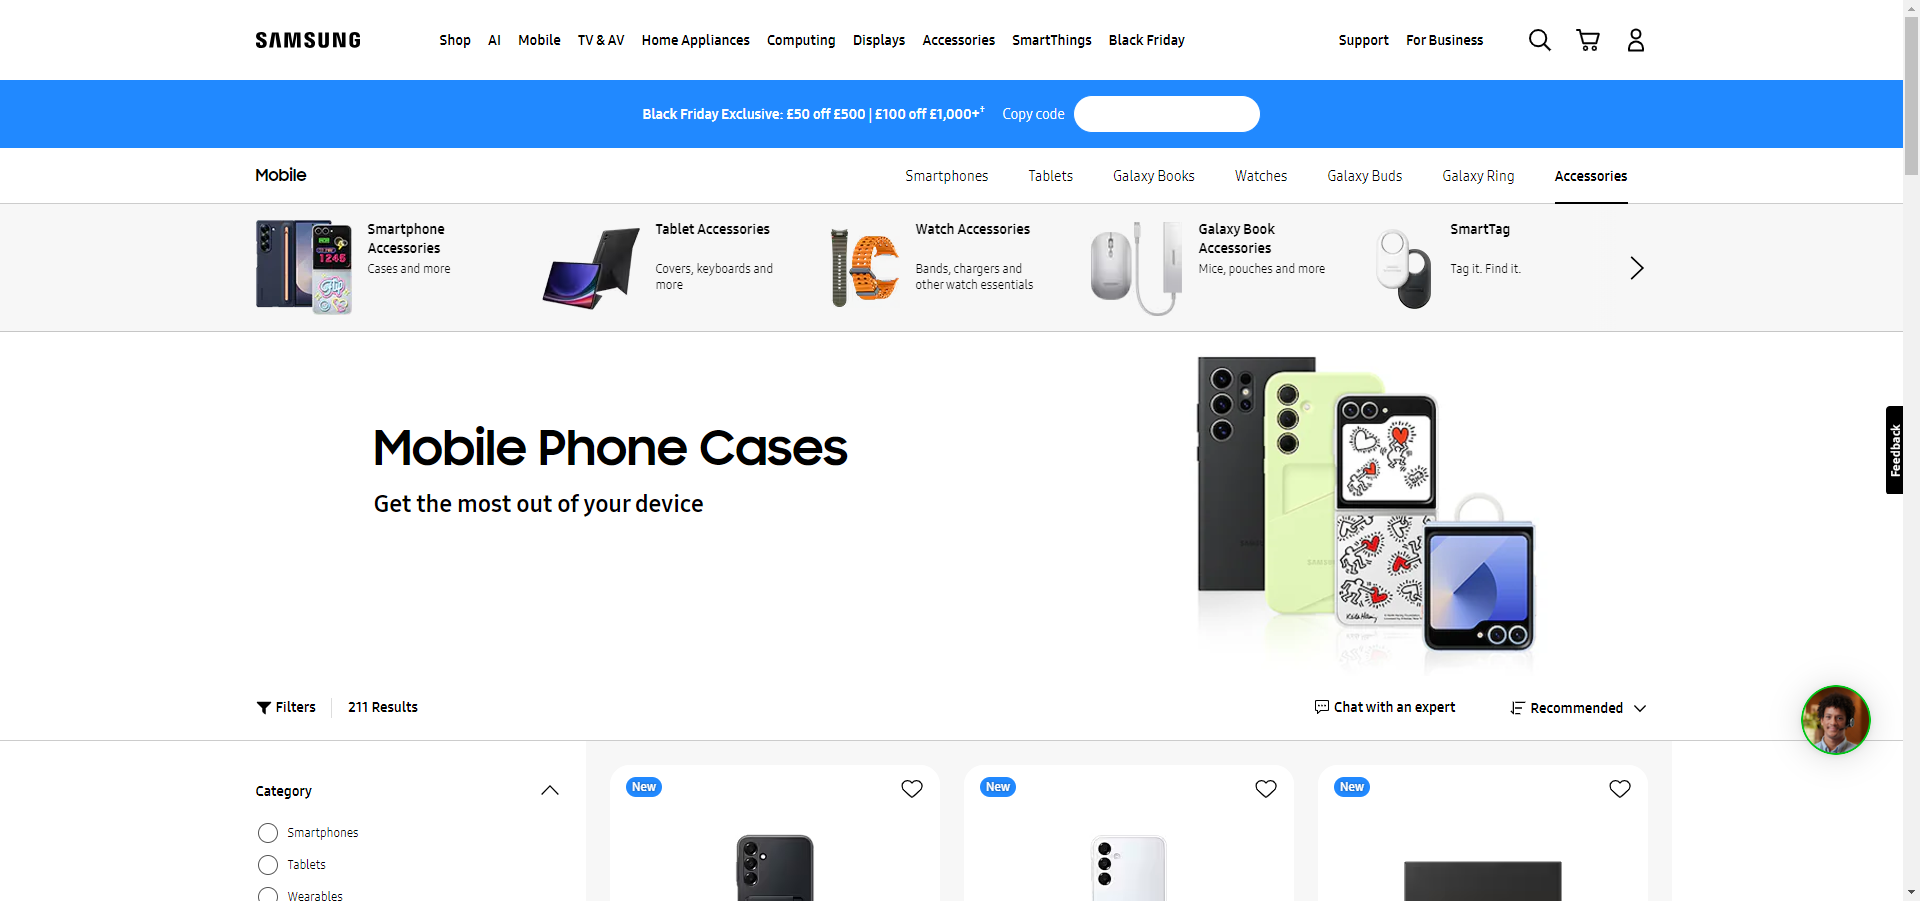 SAMSUNG
Shop AI Mobile TV & AV Home Appliances Computing Displays Accessories SmartThings Black Friday Support For Business
Black Friday Exclusive: £50 off £500 | £100 off £1,000+† Copy code
Mobile Smartphones Tablets Galaxy Books Watches Galaxy Buds Galaxy Ring Accessories
Smartphone
Accessories
Cases and more
Tablet Accessories
Covers, keyboards and
more
Watch Accessories
Bands, chargers and
other watch essentials
Galaxy Book
Accessories
Mice, pouches and more
SmartTag
Tag it. Find it.
Mobile Phone Cases
Get the most out of your device
Feedback
Filters 211 Results Chat with an expert Recommended
Category
Smartphones
Tablets
Wearables
New
New
New